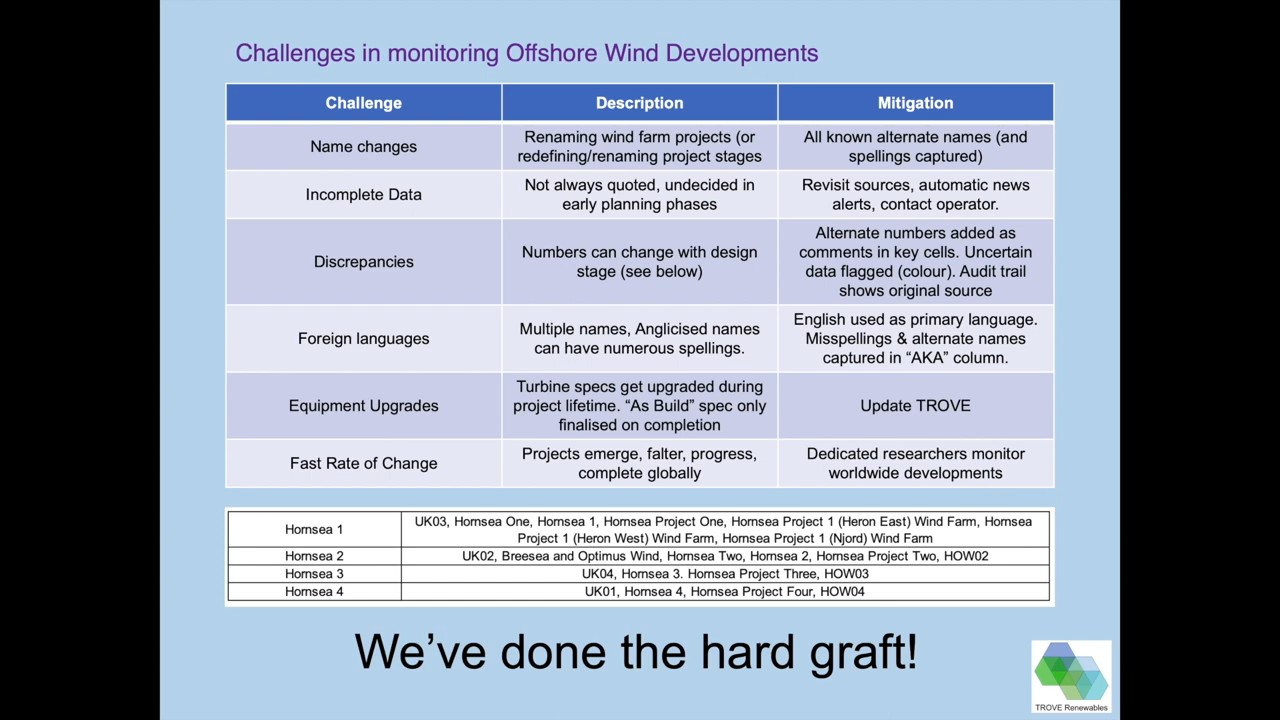 Challenges in monitoring Offshore Wind Developments
Challenge
Description
Mitigation
Name changes
Renaming wind farm projects (or
redefining/renaming project stages
All known alternate names (and
spellings captured)
Incomplete Data
Not always quoted, undecided in
early planning phases
Revisit sources, automatic news
alerts, contact operator.
Discrepancies
Numbers can change with design
stage (see below)
Alternate numbers added as
comments in key cells. Uncertain
data flagged (colour). Audit trail
shows original source
Foreign languages
Multiple names, Anglicised names
can have numerous spellings.
English used as primary language.
Misspellings & alternate names
captured in “AKA” column.
Equipment Upgrades
Turbine specs get upgraded during
project lifetime. “As Build” spec only
finalised on completion
Update TROVE
Fast Rate of Change
Projects emerge, falter, progress,
complete globally
Dedicated researchers monitor
worldwide developments
Hornsea 1
UK03, Hornsea One, Hornsea 1, Hornsea Project One, Hornsea Project 1 (Heron East) Wind Farm, Hornsea
Project 1 (Heron West) Wind Farm, Hornsea Project 1 (Njord) Wind Farm
Hornsea 2
UK02, Breesea and Optimus Wind, Hornsea Two, Hornsea 2, Hornsea Project Two, HOW02
Hornsea 3
UK04, Hornsea 3. Hornsea Project Three, HOW03
Hornsea 4
UK01, Hornsea 4, Hornsea Project Four, HOW04
We’ve done the hard graft!
TROVE Renewables